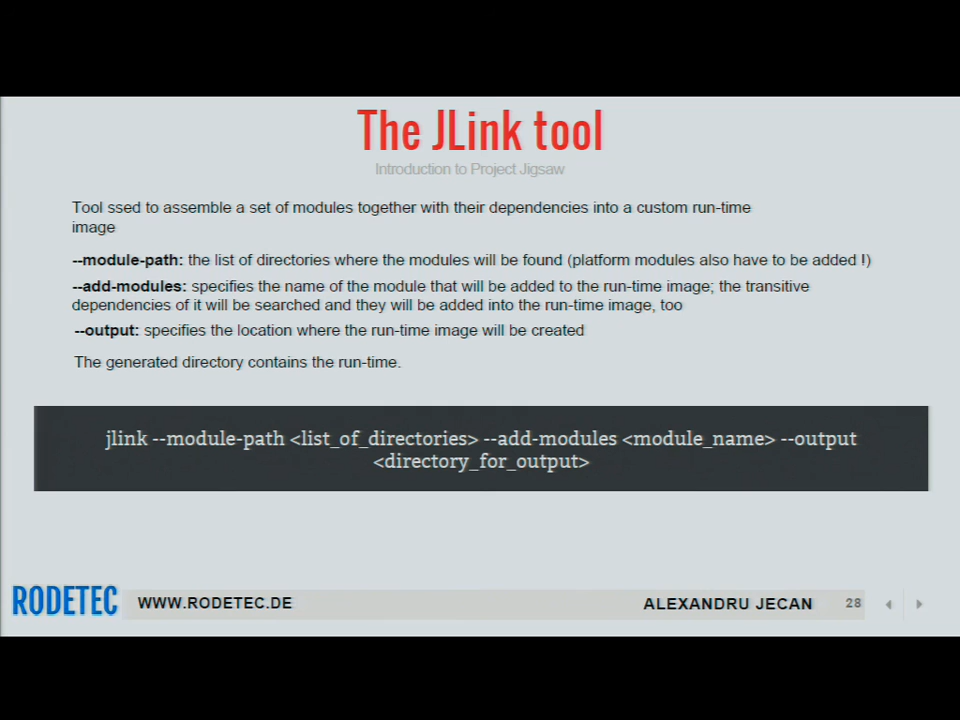 The JLink tool
Introduction to Project Jigsaw
Tool ssed to assemble a set of modules together with their dependencies into a custom run-time
image
--module-path: the list of directories where the modules will be found (platform modules also have to be added !)
--add-modules: specifies the name of the module that will be added to the run-time image; the transitive
dependencies of it will be searched and they will be added into the run-time image, too
--output: specifies the location where the run-time image will be created
The generated directory contains the run-time.
jlink --module-path <list_of_directories> --add-modules <module_name> --output
<directory_for_output>
RODETEC WWW.RODETEC.DE ALEXANDRU JECAN 28